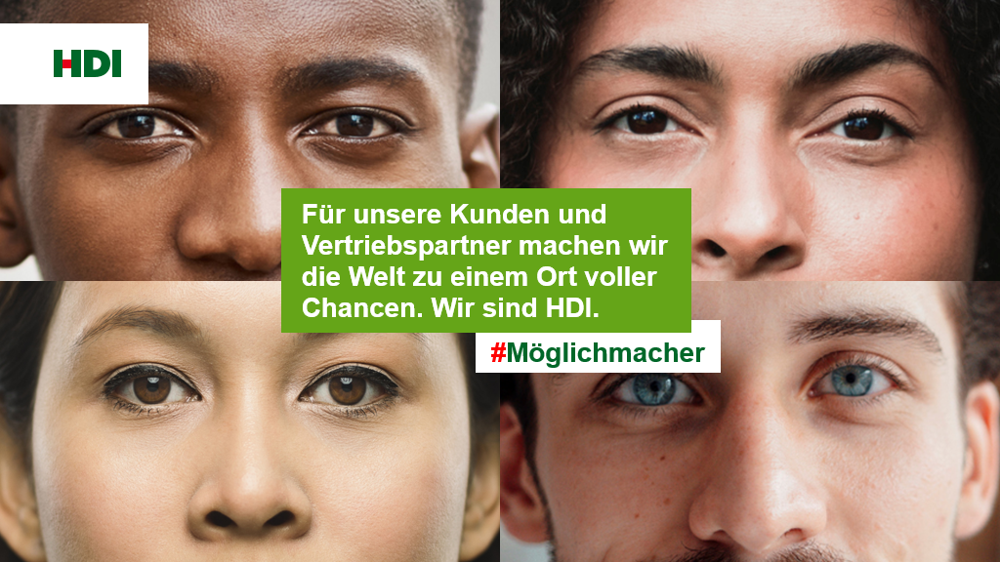 HDI
Für unsere Kunden und
Vertriebspartner machen wir
die Welt zu einem Ort voller
Chancen. Wir sind HDI.
#Möglichmacher